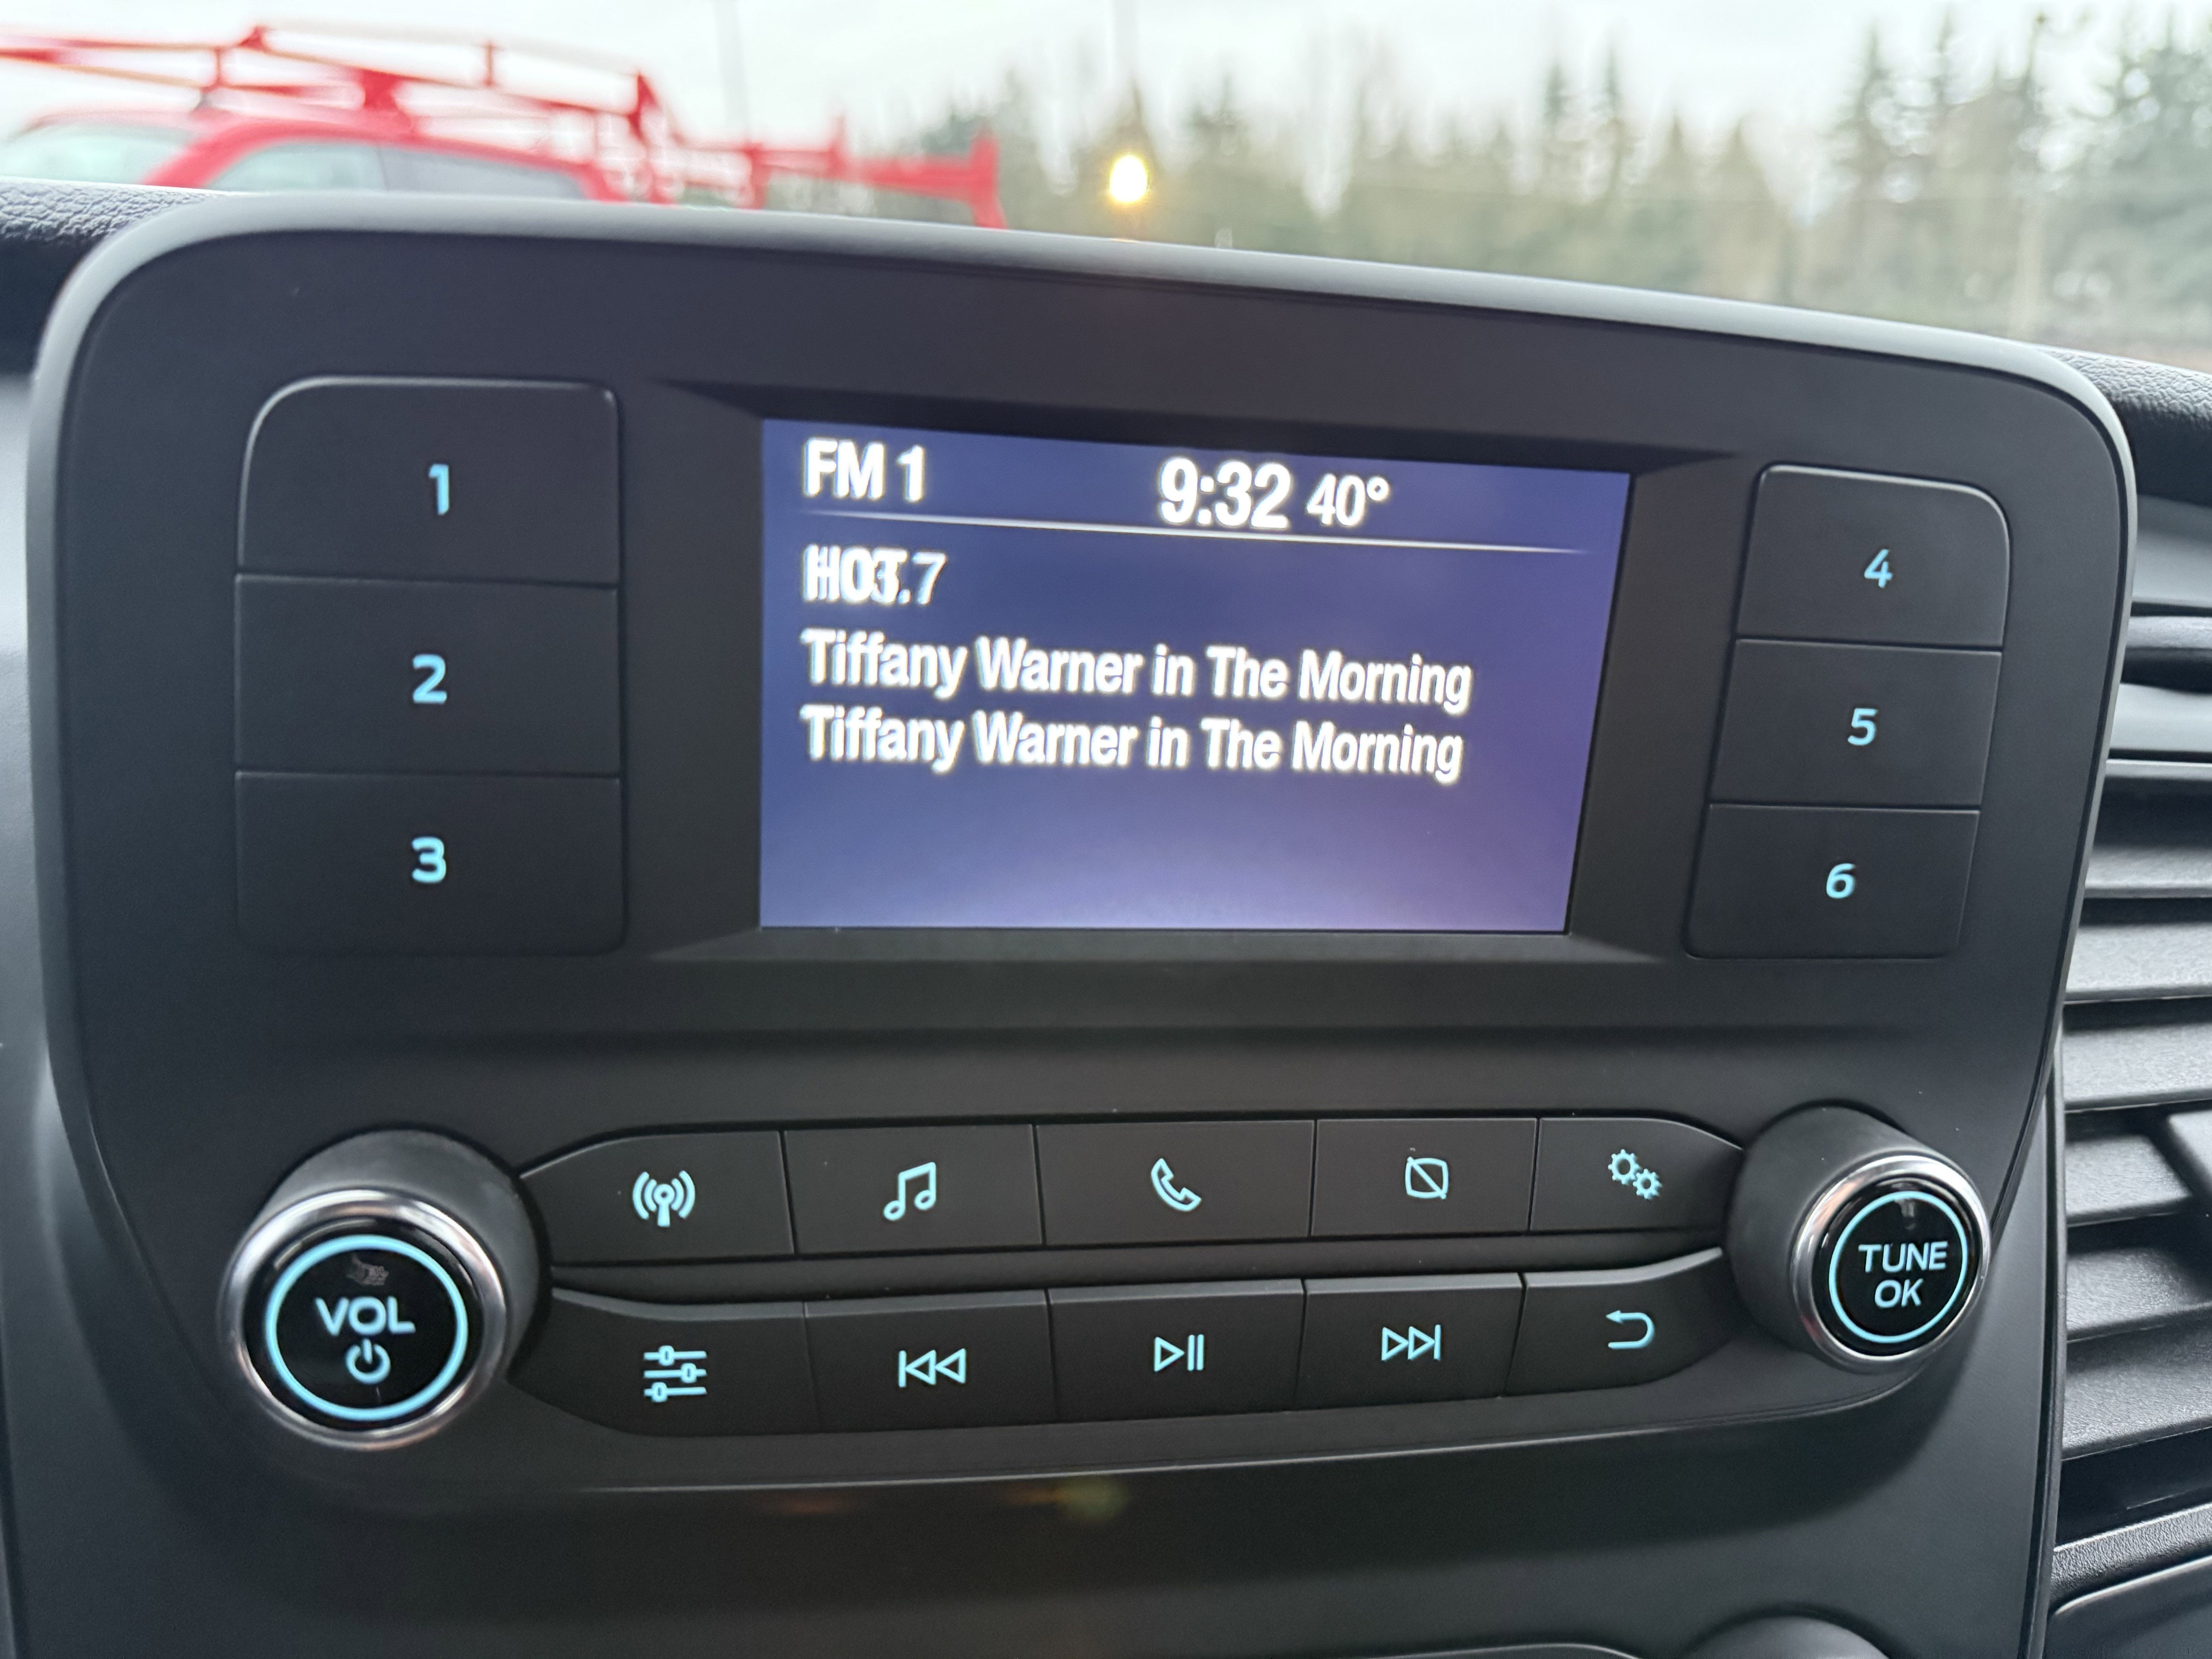 FM 1
9:32 40°
Tiffany Warner in The Morning
Tiffany Warner in The Morning
1
2
3
4
5
6
VOL
TUNE
OK